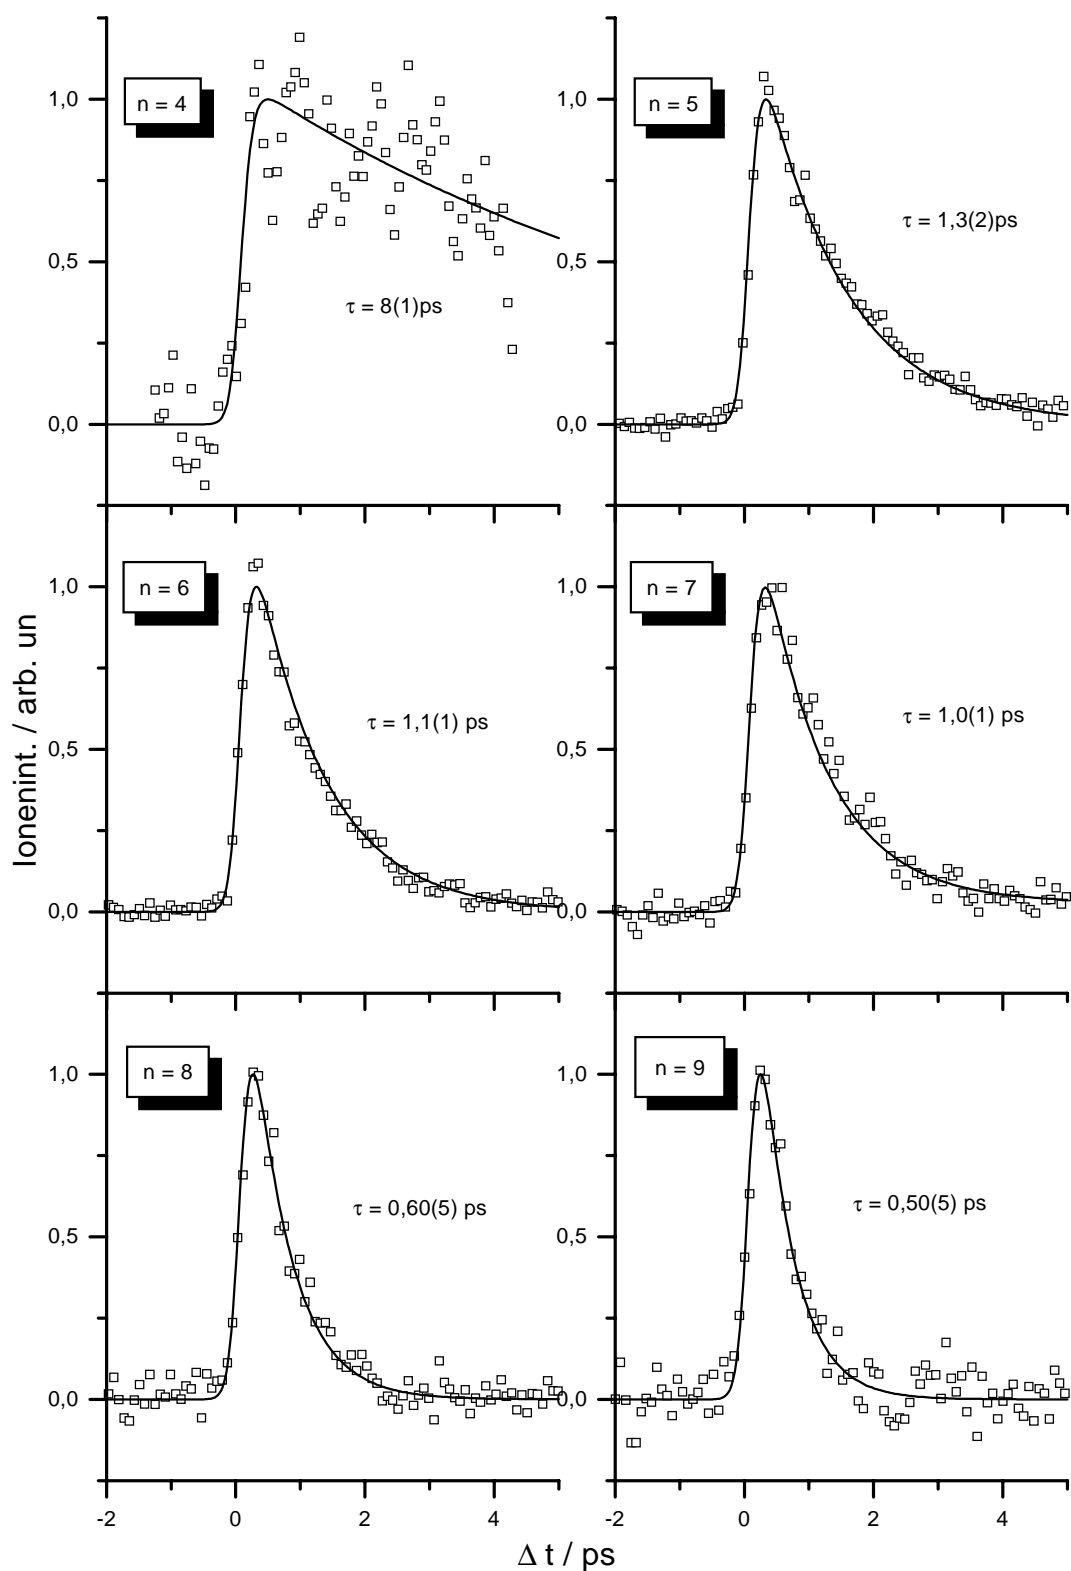 n = 4
1,0
0,5
0,0
τ = 8(1)ps
n = 5
1,0
0,5
0,0
τ = 1,3(2)ps
n = 6
1,0
0,5
0,0
τ = 1,1(1) ps
n = 7
1,0
0,5
0,0
τ = 1,0(1) ps
Ionenint. / arb. un
n = 8
1,0
0,5
0,0
τ = 0,60(5) ps
-2 0 2 4
n = 9
1,0
0,5
0,0
τ = 0,50(5) ps
-2 0 2 4
Δ t / ps